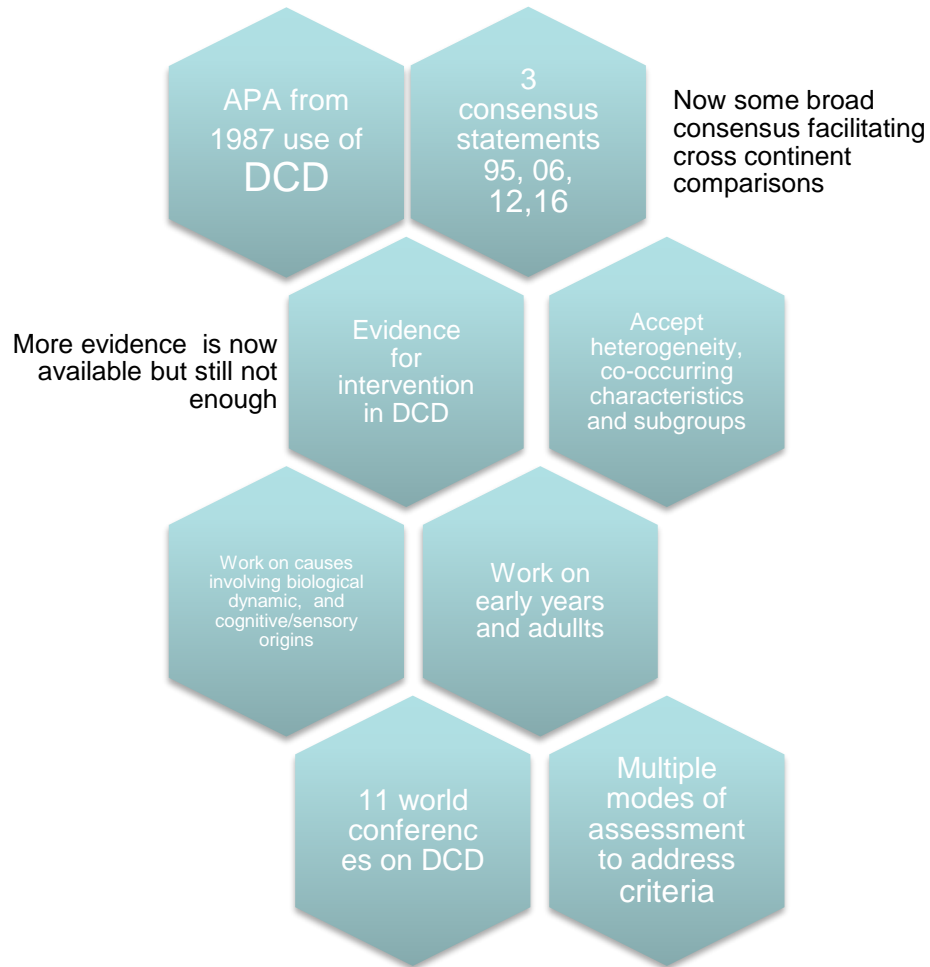 APA from
1987 use of
DCD
3
consensus
statements
95, 06,
12,16
Now some broad
consensus facilitating
cross continent
comparisons
More evidence is now
available but still not
enough
Evidence
for
intervention
in DCD
Accept
heterogeneity,
co-occurring
characteristics
and subgroups
Work on causes
involving biological
dynamic, and
cognitive/sensory
origins
Work on
early years
and adullts
11 world
conferenc
es on DCD
Multiple
modes of
assessment
to address
criteria